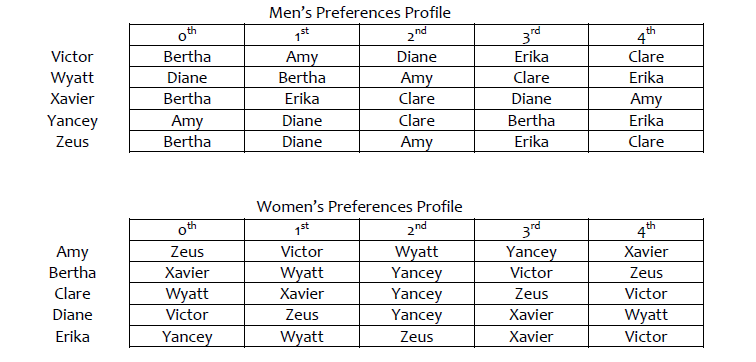 Men's Preferences Profile
0th 1st 2nd 3rd 4th
Victor Bertha Amy Diane Erika Clare
Wyatt Diane Bertha Amy Clare Erika
Xavier Bertha Erika Clare Diane Amy
Yancey Amy Diane Clare Bertha Erika
Zeus Bertha Diane Amy Erika Clare
Women's Preferences Profile
0th 1st 2nd 3rd 4th
Amy Zeus Victor Wyatt Yancey Xavier
Bertha Xavier Wyatt Yancey Victor Zeus
Clare Wyatt Xavier Yancey Zeus Victor
Diane Victor Zeus Yancey Xavier Wyatt
Erika Yancey Wyatt Zeus Xavier Victor